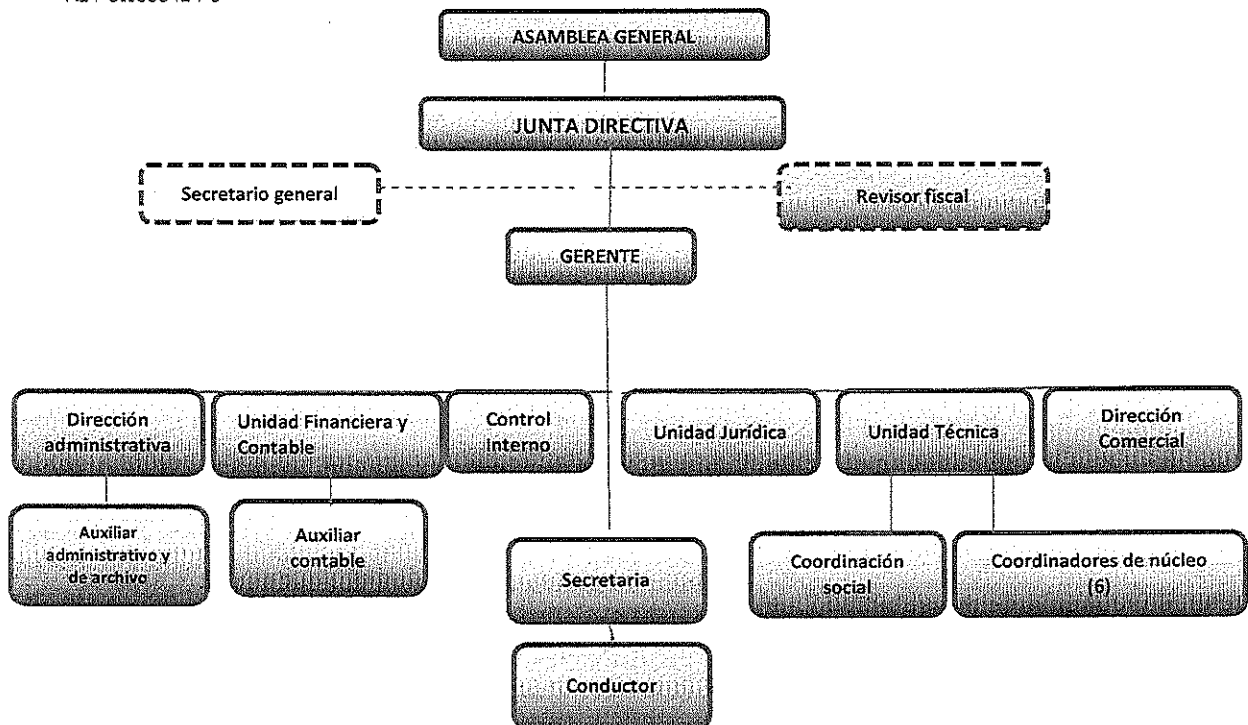 ASAMBLEA GENERAL
JUNTA DIRECTIVA
Secretario general
Revisor fiscal
GERENTE
Dirección
administrativa
Unidad Financiera y
Contable
Control
Interno
Unidad Jurídica
Unidad Técnica
Dirección
Comercial
Auxiliar
administrativo y
de archivo
Auxiliar
contable
Secretaria
Coordinación
social
Coordinadores de núcleo
(6)
Conductor